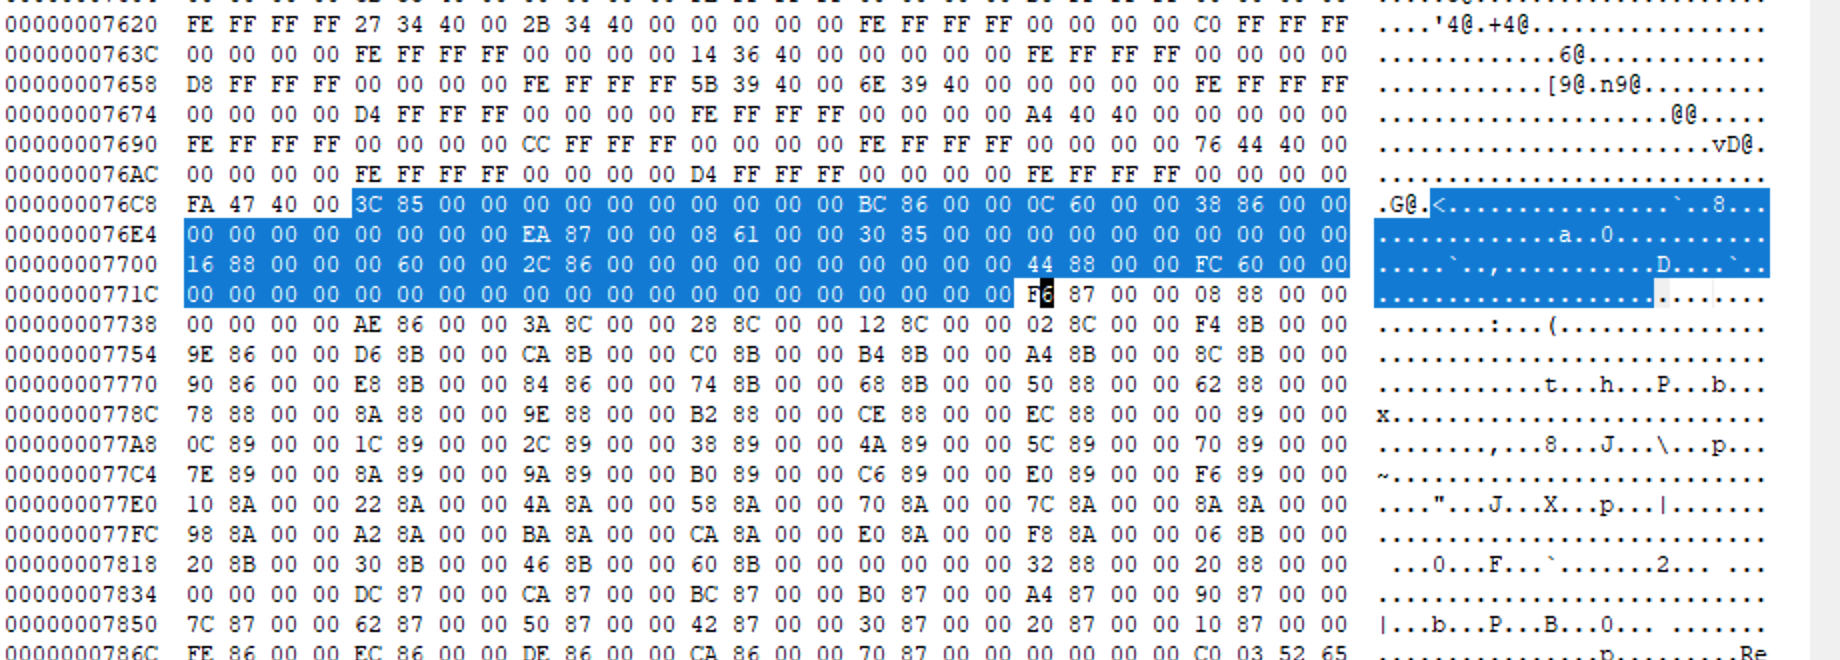 00000007620 FE FF FF FF 27 34 40 00 2B 34 40 00 00 00 00 00 FE FF FF FF 00 00 00 00 C0 FF FF FF ....'4@.+4@.................
0000000763C 00 00 00 00 FE FF FF FF 00 00 00 00 14 36 40 00 00 00 00 00 FE FF FF FF 00 00 00 00 .............6@.............
00000007658 D8 FF FF FF 00 00 00 00 FE FF FF FF 5B 39 40 00 6E 39 40 00 00 00 00 00 FE FF FF FF ............[9@.n9@.........
00000007674 00 00 00 00 D4 FF FF FF 00 00 00 00 FE FF FF FF 00 00 00 00 A4 40 40 00 00 00 00 00 .....................@@.....
00000007690 FE FF FF FF 00 00 00 00 CC FF FF FF 00 00 00 00 FE FF FF FF 00 00 00 00 76 44 40 00 ........................vD@.
000000076AC 00 00 00 00 FE FF FF FF 00 00 00 00 D4 FF FF FF 00 00 00 00 FE FF FF FF 00 00 00 00 ............................
000000076C8 FA 47 40 00 3C 85 00 00 00 00 00 00 00 00 00 00 BC 86 00 00 0C 60 00 00 38 86 00 00 .G@.<................`..8...
000000076E4 00 00 00 00 00 00 00 00 EA 87 00 00 08 61 00 00 30 85 00 00 00 00 00 00 00 00 00 00 .............a..0...........
00000007700 16 88 00 00 00 60 00 00 2C 86 00 00 00 00 00 00 00 00 00 00 44 88 00 00 FC 60 00 00 .....`..,...........D....`..
0000000771C 00 00 00 00 00 00 00 00 00 00 00 00 00 00 00 00 00 00 00 00 F6 87 00 00 08 88 00 00 ............................
00000007738 00 00 00 00 AE 86 00 00 3A 8C 00 00 28 8C 00 00 12 8C 00 00 02 8C 00 00 F4 8B 00 00 ........:...(...............
00000007754 9E 86 00 00 D6 8B 00 00 CA 8B 00 00 C0 8B 00 00 B4 8B 00 00 A4 8B 00 00 8C 8B 00 00 ............................
00000007770 90 86 00 00 E8 8B 00 00 84 86 00 00 74 8B 00 00 68 8B 00 00 50 88 00 00 62 88 00 00 ............t...h...P...b...
0000000778C 78 88 00 00 8A 88 00 00 9E 88 00 00 B2 88 00 00 CE 88 00 00 EC 88 00 00 00 89 00 00 x...........................
000000077A8 0C 89 00 00 1C 89 00 00 2C 89 00 00 38 89 00 00 4A 89 00 00 5C 89 00 00 70 89 00 00 ........,...8...J...\...p...
000000077C4 7E 89 00 00 8A 89 00 00 9A 89 00 00 B0 89 00 00 C6 89 00 00 E0 89 00 00 F6 89 00 00 ~...........................
000000077E0 10 8A 00 00 22 8A 00 00 4A 8A 00 00 58 8A 00 00 70 8A 00 00 7C 8A 00 00 8A 8A 00 00 ...."...J...X...p...|.......
000000077FC 98 8A 00 00 A2 8A 00 00 BA 8A 00 00 CA 8A 00 00 E0 8A 00 00 F8 8A 00 00 06 8B 00 00 ............................
00000007818 20 8B 00 00 30 8B 00 00 46 8B 00 00 60 8B 00 00 00 00 00 00 32 88 00 00 20 88 00 00  ...0...F...`.......2... ...
00000007834 00 00 00 00 DC 87 00 00 CA 87 00 00 BC 87 00 00 B0 87 00 00 A4 87 00 00 90 87 00 00 ............................
00000007850 7C 87 00 00 62 87 00 00 50 87 00 00 42 87 00 00 30 87 00 00 20 87 00 00 10 87 00 00 |...b...P...B...0... .......
0000000786C FE 86 00 00 EC 86 00 00 DE 86 00 00 CA 86 00 00 70 87 00 00 00 00 00 00 C0 03 52 65 ................p.........Re